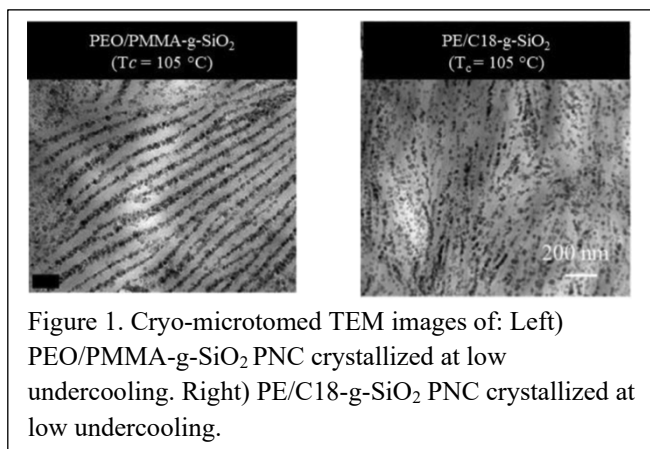 PEO/PMMA-g-SiO₂
(Tc = 105 °C)
PE/C18-g-SiO₂
(Tc = 105 °C)
200 nm
Figure 1. Cryo-microtomed TEM images of: Left)
PEO/PMMA-g-SiO₂ PNC crystallized at low
undercooling. Right) PE/C18-g-SiO₂ PNC crystallized at
low undercooling.